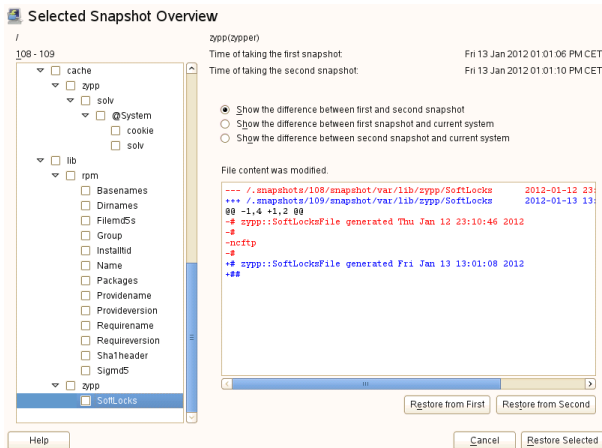 Selected Snapshot Overview
/
108 - 109
cache
zypp
solv
@System
cookie
solv
lib
rpm
Basenames
Dirnames
Filemd5s
Group
Installtid
Name
Packages
Providename
Provideversion
Requirename
Requireversion
Sha1header
Sigmd5
zypp
SoftLocks
zypp(zypper)
Time of taking the first snapshot: Fri 13 Jan 2012 01:01:06 PM CET
Time of taking the second snapshot: Fri 13 Jan 2012 01:01:10 PM CET
Show the difference between first and second snapshot
Show the difference between first snapshot and current system
Show the difference between second snapshot and current system
File content was modified.
--- /.snapshots/108/snapshot/var/lib/zypp/SoftLocks 2012-01-12 23:
+++ /.snapshots/109/snapshot/var/lib/zypp/SoftLocks 2012-01-13 13:
@@ -1,4 +1,2 @@
-# zypp::SoftLocksFile generated Thu Jan 12 23:10:46 2012
-#
-ncftp
-#
+# zypp::SoftLocksFile generated Fri Jan 13 13:01:08 2012
+##
Restore from First Restore from Second
Help Cancel Restore Selected